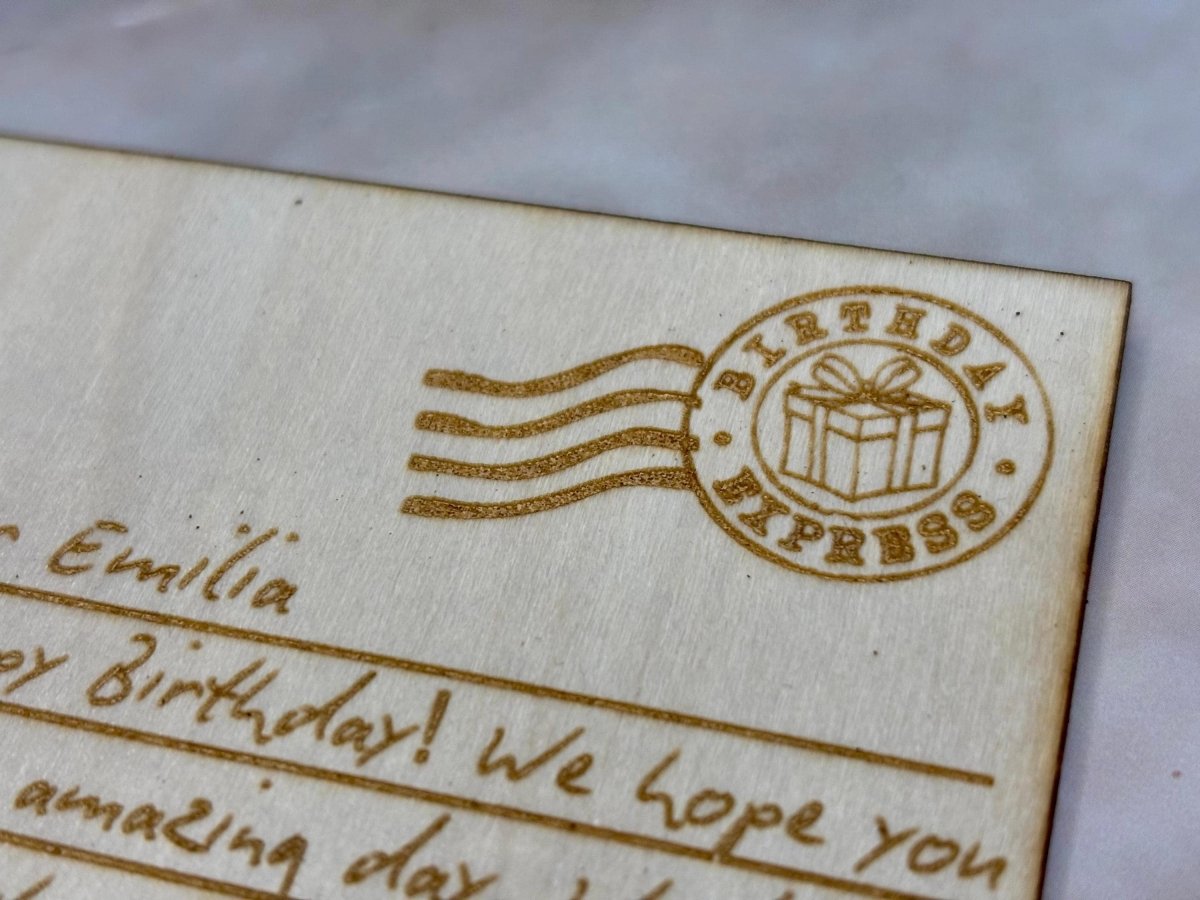 BIRTHDAY
EXPRESS
Emilia
Birthday! We hope you
amazing day